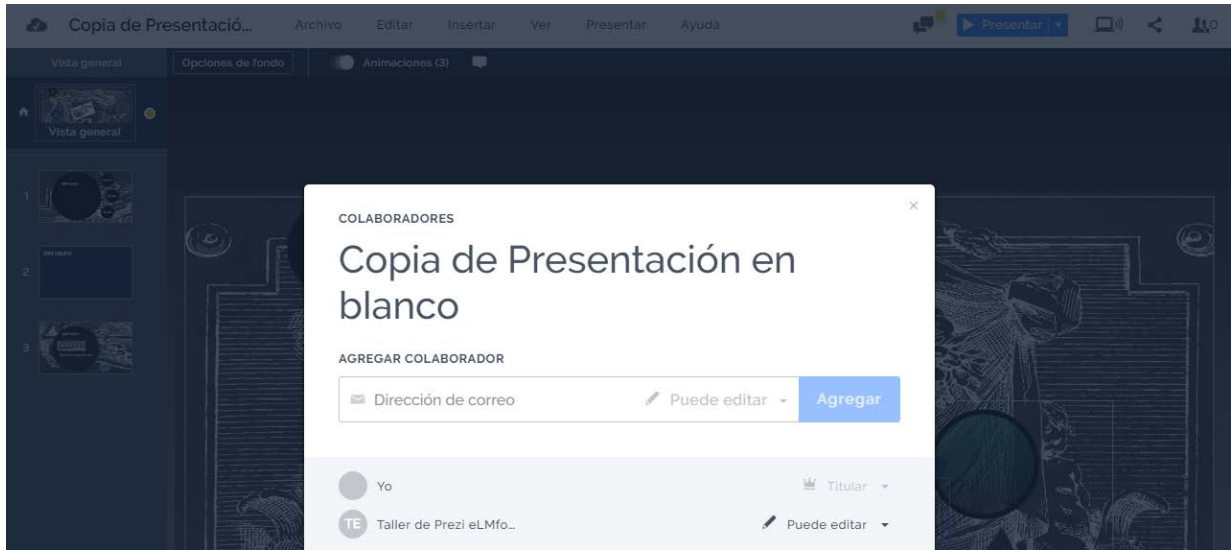 Copia de Presentació...
Archivo Editar Insertar Ver Presentar Ayuda
Presentar
0
Vista general
Opciones de fondo
Animaciones (3)
Vista general
1
2
3
COLABORADORES
Copia de Presentación en
blanco
AGREGAR COLABORADOR
Dirección de correo
Puede editar
Agregar
Yo
Titular
TE
Taller de Prezi eLMfo...
Puede editar